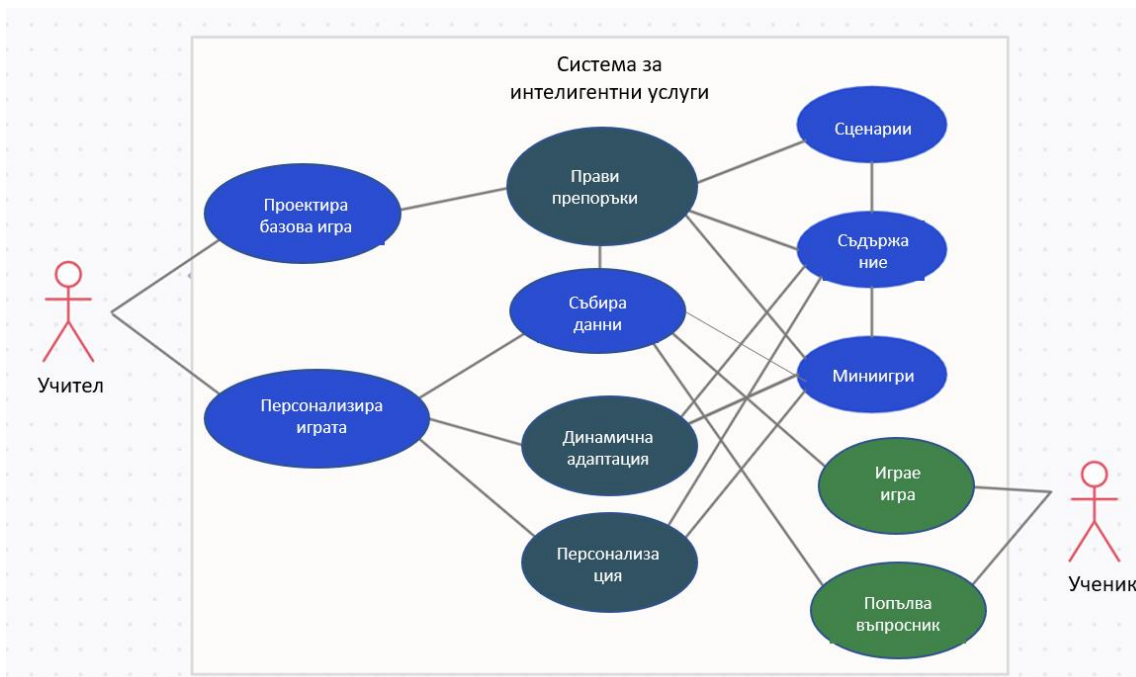 Система за
интелигентни услуги
Сценарии
Прави
препоръки
Проектира
базова игра
Съдържа
ние
Събира
данни
Учител
Миниигри
Персонализира
играта
Динамична
адаптация
Играе
игра
Персонализа
ция
Ученик
Попълва
въпросник